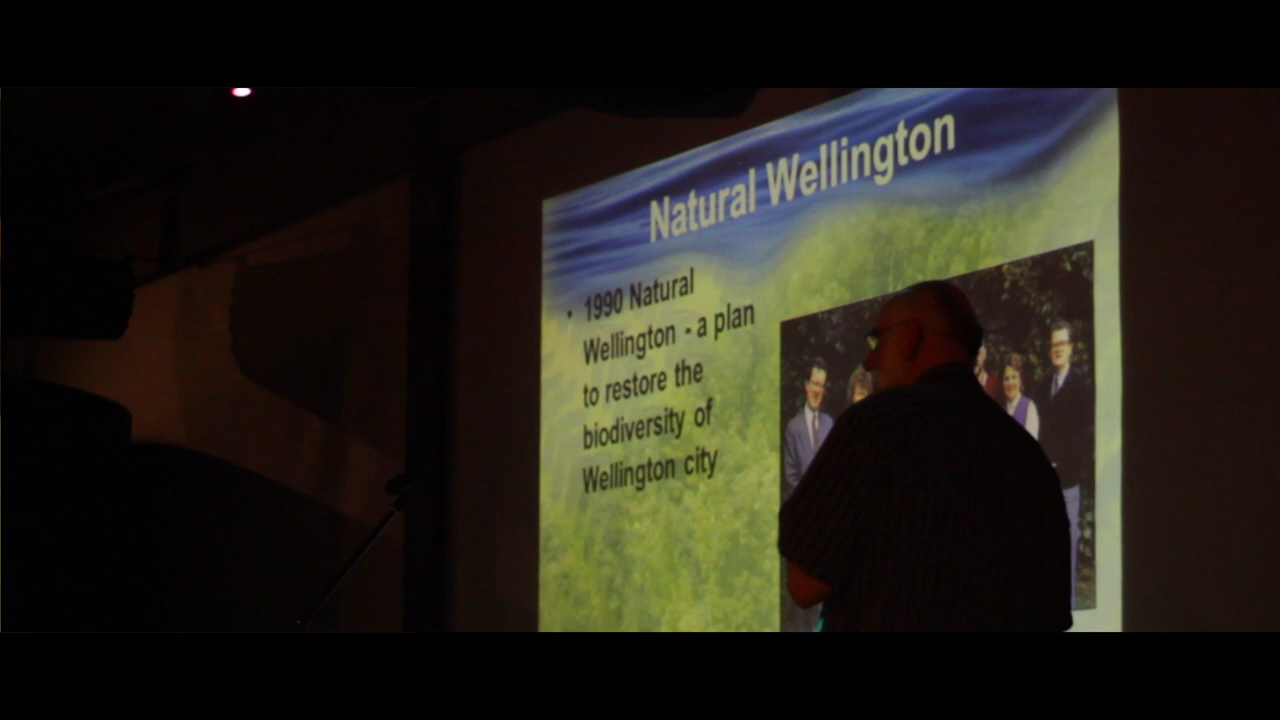 Natural Wellington
• 1990 Natural
Wellington - a plan
to restore the
biodiversity of
Wellington city